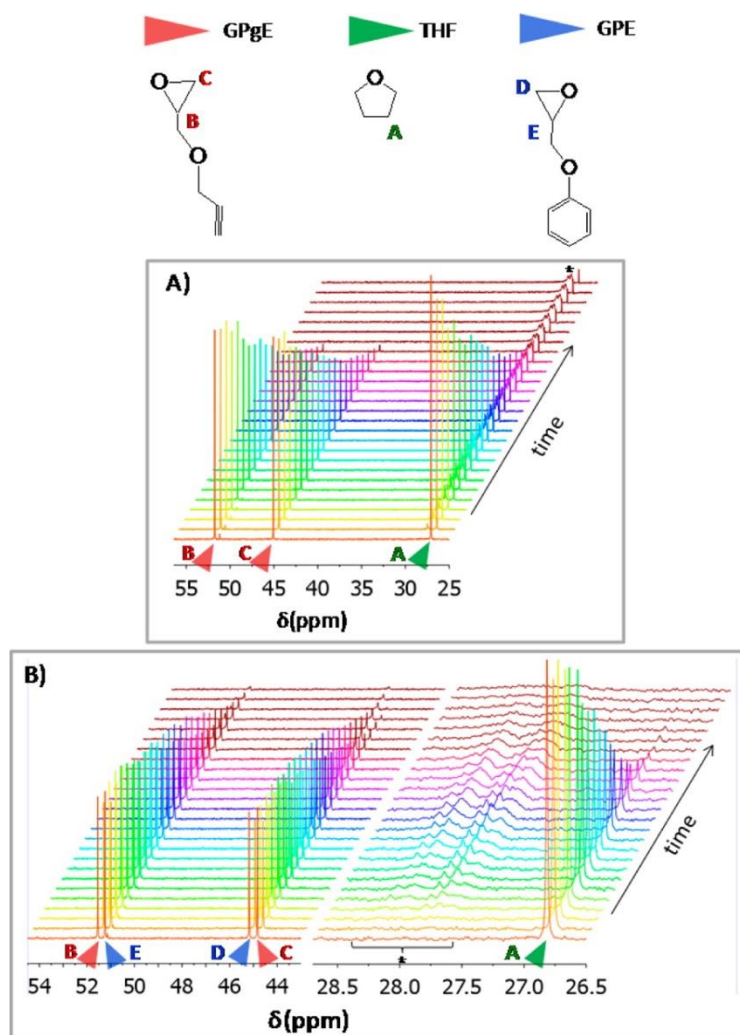 GPgE THF GPE
O C
B
O
O
A
D O
E
O
A)
*
time
B C A
55 50 45 40 35 30 25
δ(ppm)
B)
time
B E D C * A
54 52 50 48 46 44 28.5 28.0 27.5 27.0 26.5
δ(ppm)